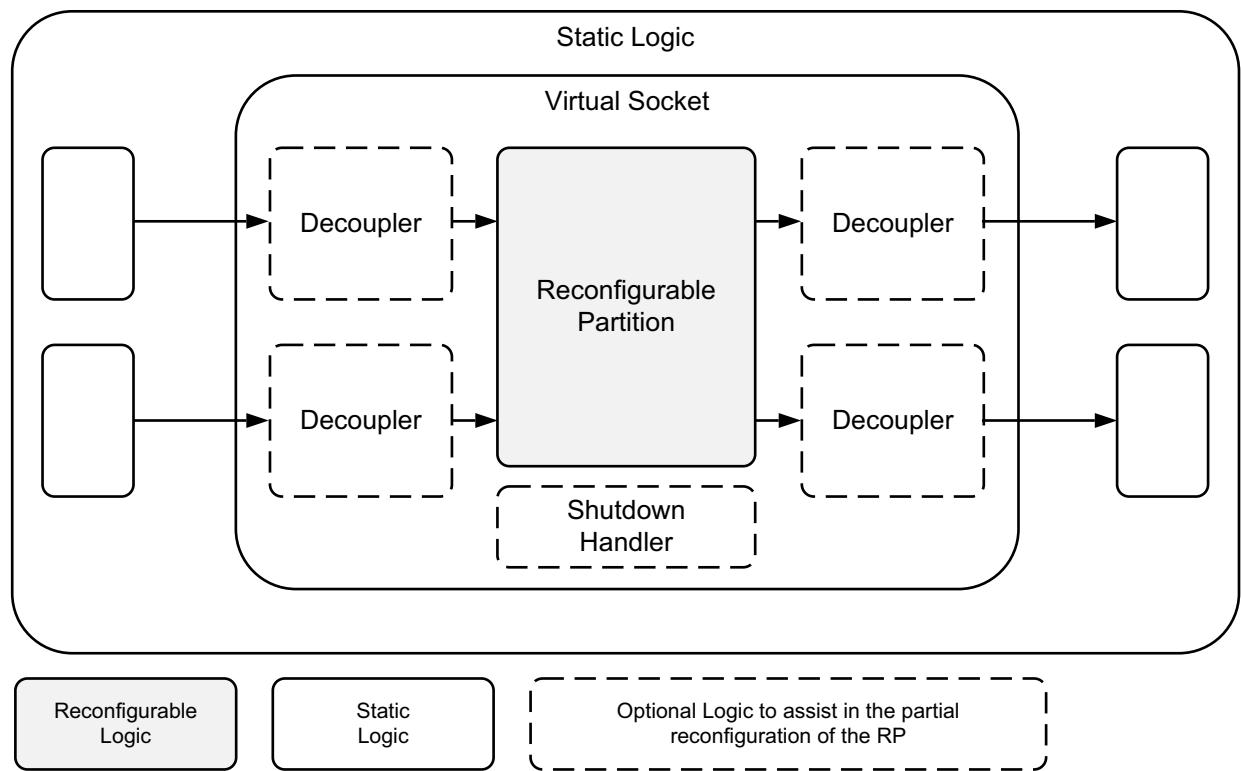 Static Logic
Virtual Socket
Decoupler
Decoupler
Reconfigurable
Partition
Decoupler
Decoupler
Shutdown
Handler
Reconfigurable
Logic
Static
Logic
Optional Logic to assist in the partial
reconfiguration of the RP